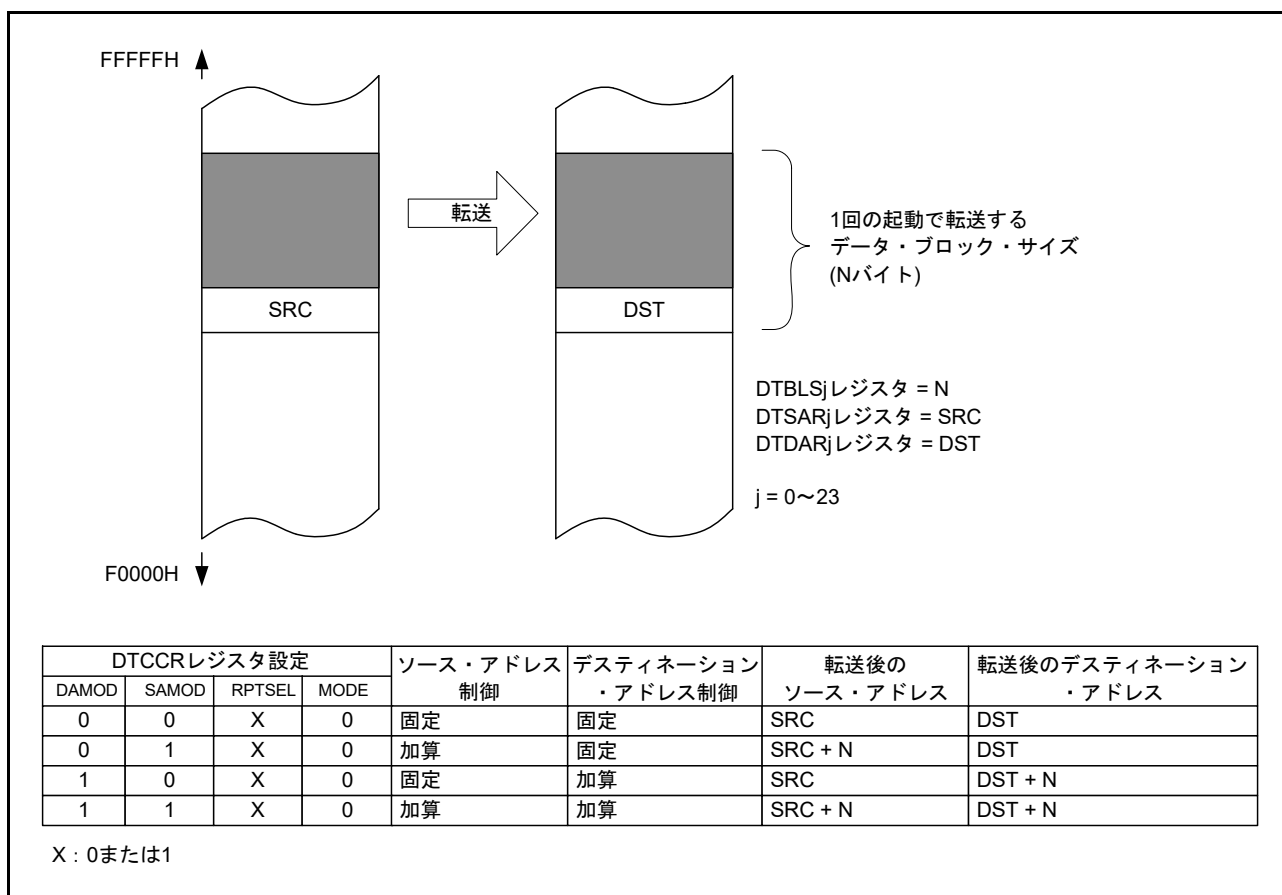 FFFFFH
転送
1回の起動で転送する
データ・ブロック・サイズ
(Nバイト)
SRC
DST
DTBLSjレジスタ = N
DTSARjレジスタ = SRC
DTDARjレジスタ = DST
j = 0～23
F0000H
DTCCRレジスタ設定 ソース・アドレス制御 デスティネーション・アドレス制御 転送後のソース・アドレス 転送後のデスティネーション・アドレス
DAMOD SAMOD RPTSEL MODE
0 0 X 0 固定 固定 SRC DST
0 1 X 0 加算 固定 SRC + N DST
1 0 X 0 固定 加算 SRC DST + N
1 1 X 0 加算 加算 SRC + N DST + N
X：0または1